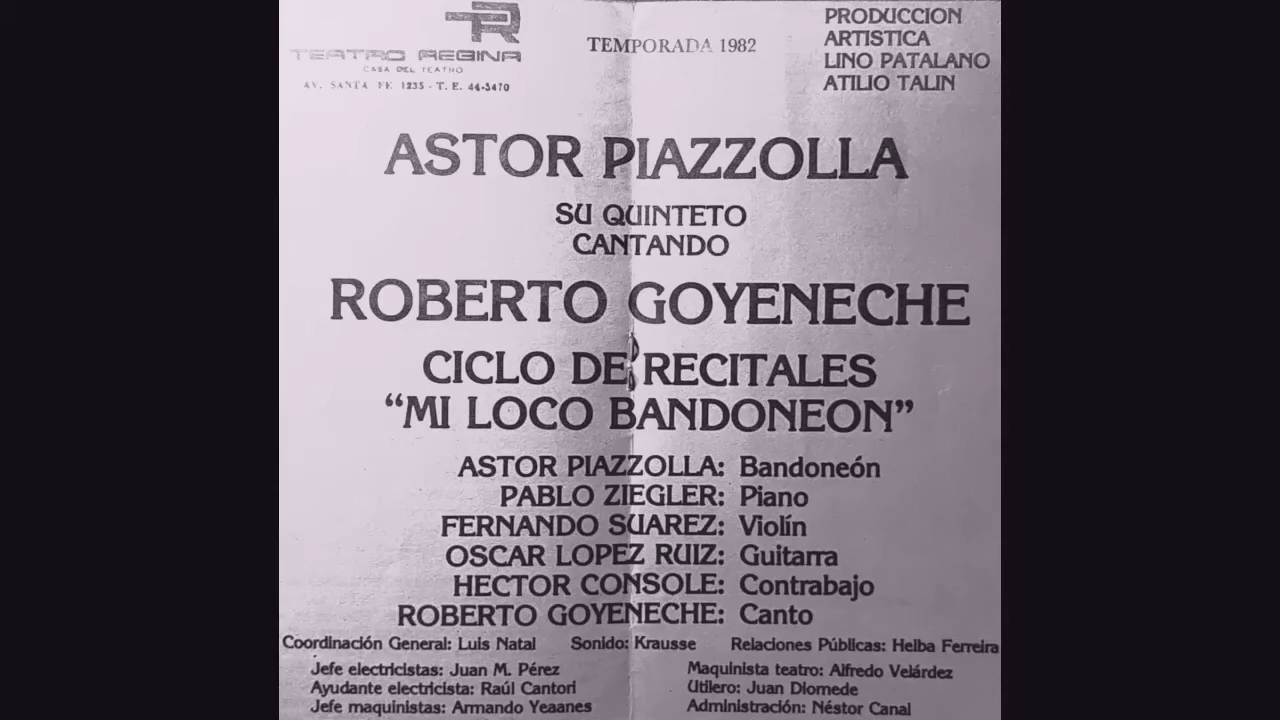 TR
TEATRO REGINA
CASA DEL TEATRO
AV. SANTA FE 1235 - T. E. 44-5470
TEMPORADA 1982
PRODUCCION
ARTISTICA
LINO PATALANO
ATILIO TALIN
ASTOR PIAZZOLLA
SU QUINTETO
CANTANDO
ROBERTO GOYENECHE
CICLO DE RECITALES
“MI LOCO BANDONEON”
ASTOR PIAZZOLLA: Bandoneón
PABLO ZIEGLER: Piano
FERNANDO SUAREZ: Violín
OSCAR LOPEZ RUIZ: Guitarra
HECTOR CONSOLE: Contrabajo
ROBERTO GOYENECHE: Canto
Coordinación General: Luis Natal Sonido: Krausse Relaciones Públicas: Helba Ferreira
Jefe electricistas: Juan M. Pérez Maquinista teatro: Alfredo Velárdez
Ayudante electricista: Raúl Cantori Utilero: Juan Diomede
Jefe maquinistas: Armando Yeaanes Administración: Néstor Canal